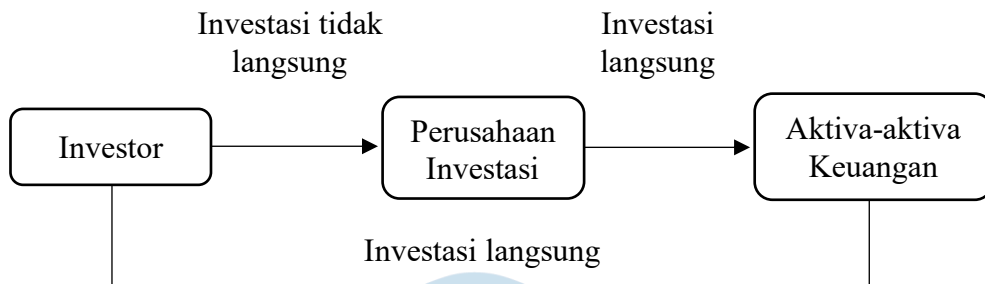 Investasi tidak
langsung
Investasi
langsung
Investor
Perusahaan
Investasi
Aktiva-aktiva
Keuangan
Investasi langsung